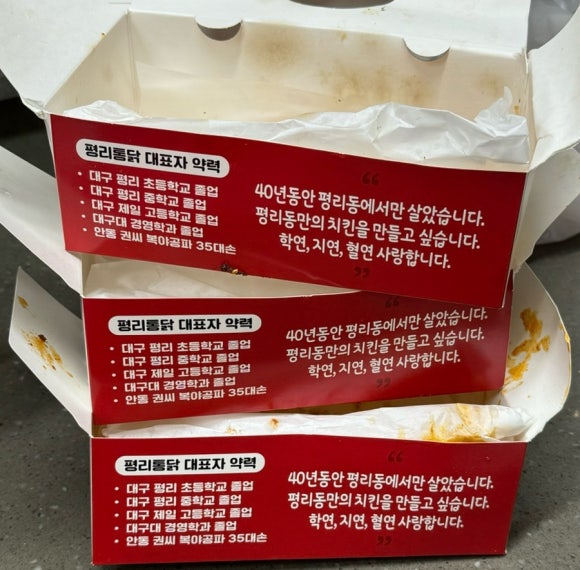 평리통닭 대표자 약력
• 대구 평리 초등학교 졸업
• 대구 평리 중학교 졸업
• 대구 제일 고등학교 졸업
• 대구대 경영학과 졸업
• 안동 권씨 복야공파 35대손
“
40년동안 평리동에서만 살았습니다.
평리동만의 치킨을 만들고 싶습니다.
학연, 지연, 혈연 사랑합니다.
”
평리통닭 대표자 약력
• 대구 평리 초등학교 졸업
• 대구 평리 중학교 졸업
• 대구 제일 고등학교 졸업
• 대구대 경영학과 졸업
• 안동 권씨 복야공파 35대손
“
40년동안 평리동에서만 살았습니다.
평리동만의 치킨을 만들고 싶습니다.
학연, 지연, 혈연 사랑합니다.
”
평리통닭 대표자 약력
• 대구 평리 초등학교 졸업
• 대구 평리 중학교 졸업
• 대구 제일 고등학교 졸업
• 대구대 경영학과 졸업
• 안동 권씨 복야공파 35대손
“
40년동안 평리동에서만 살았습니다.
평리동만의 치킨을 만들고 싶습니다.
학연, 지연, 혈연 사랑합니다.
”